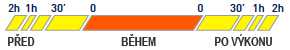 2h 1h 30' 0 0 30' 1h 2h
PŘED BĚHEM PO VÝKONU